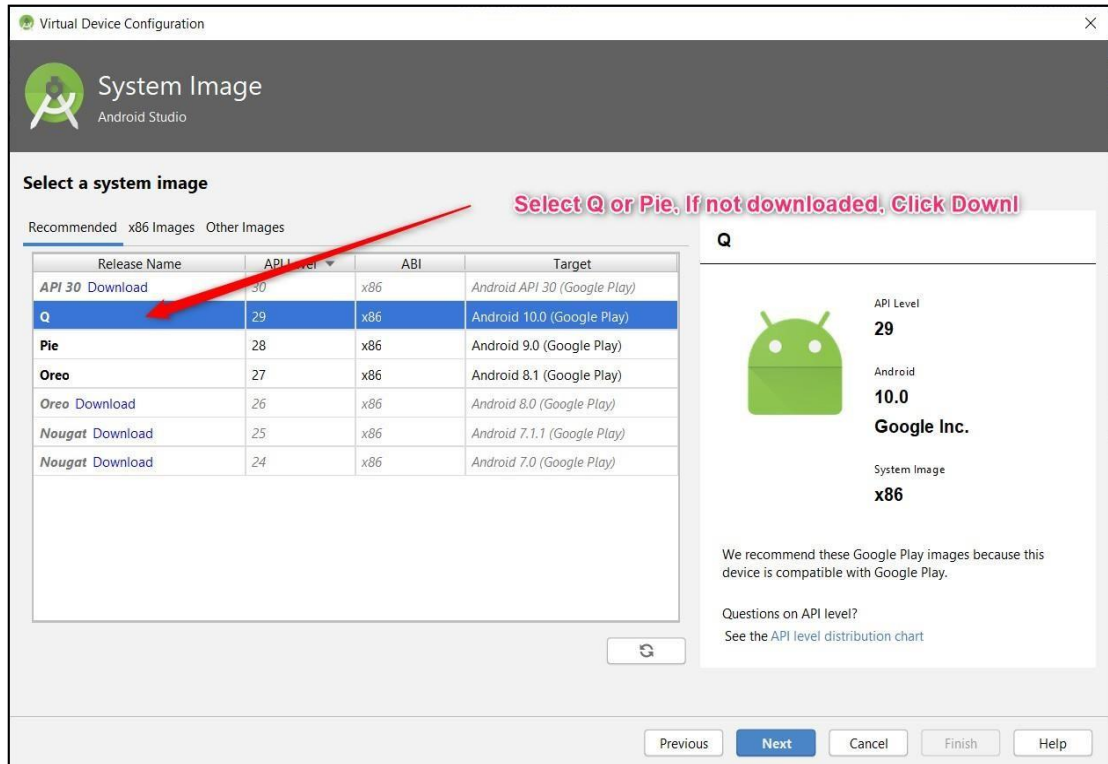 Virtual Device Configuration
System Image
Android Studio
Select a system image
Select Q or Pie, If not downloaded, Click Downl
Recommended x86 Images Other Images
Release Name API Level ABI Target
API 30 Download 30 x86 Android API 30 (Google Play)
Q 29 x86 Android 10.0 (Google Play)
Pie 28 x86 Android 9.0 (Google Play)
Oreo 27 x86 Android 8.1 (Google Play)
Oreo Download 26 x86 Android 8.0 (Google Play)
Nougat Download 25 x86 Android 7.1.1 (Google Play)
Nougat Download 24 x86 Android 7.0 (Google Play)
Q
API Level
29
Android
10.0
Google Inc.
System Image
x86
We recommend these Google Play images because this
device is compatible with Google Play.
Questions on API level?
See the API level distribution chart
Previous Next Cancel Finish Help